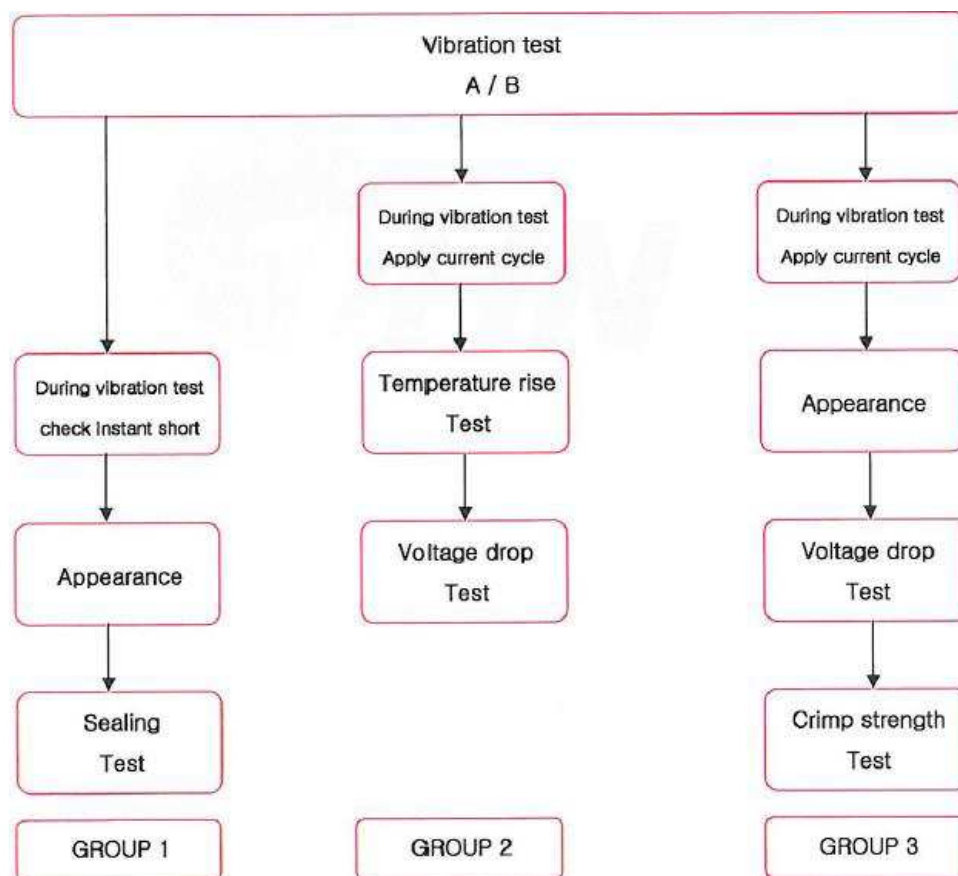 Vibration test
A / B
During vibration test
Apply current cycle
During vibration test
Apply current cycle
During vibration test
check instant short
Temperature rise
Test
Appearance
Appearance
Voltage drop
Test
Voltage drop
Test
Sealing
Test
Crimp strength
Test
GROUP 1
GROUP 2
GROUP 3